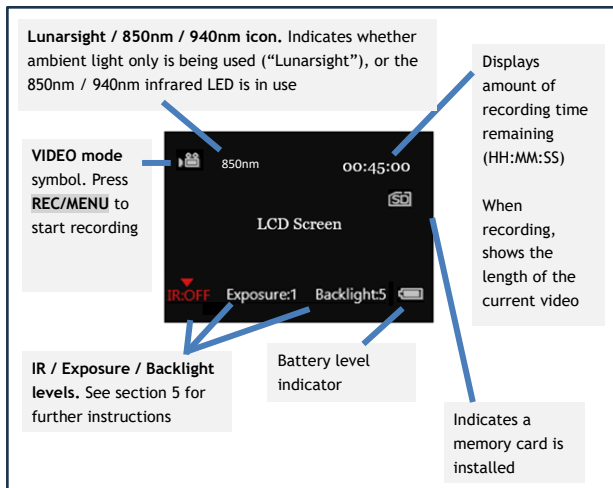 Lunarsight / 850nm / 940nm icon. Indicates whether
ambient light only is being used (“Lunarsight”), or the
850nm / 940nm infrared LED is in use
Displays
amount of
recording time
remaining
(HH:MM:SS)
When
recording,
shows the
length of the
current video
VIDEO mode
symbol. Press
REC/MENU to
start recording
850nm
00:45:00
SD
LCD Screen
IR:OFF Exposure:1 Backlight:5
IR / Exposure / Backlight
levels. See section 5 for
further instructions
Battery level
indicator
Indicates a
memory card is
installed